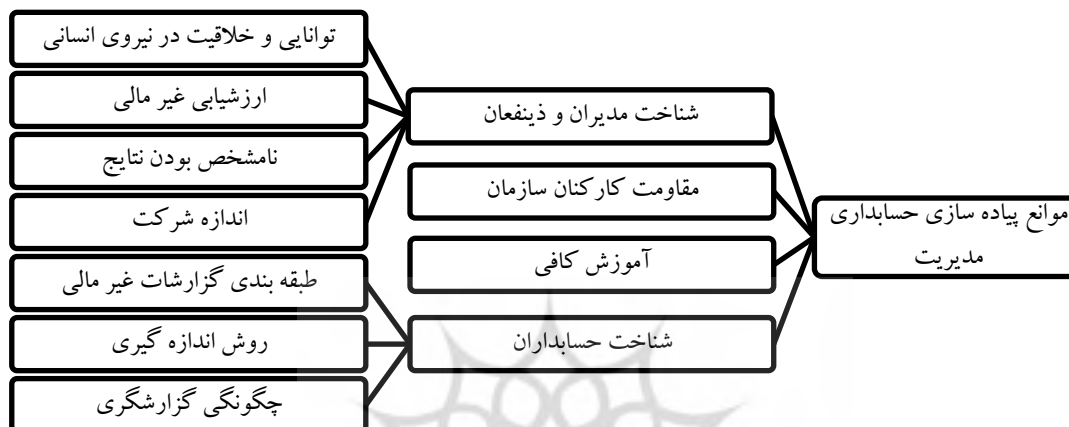 موانع پیاده سازی حسابداری
مدیریت
شناخت مدیران و ذینفعان
مقاومت کارکنان سازمان
آموزش کافی
شناخت حسابداران
توانایی و خلاقیت در نیروی انسانی
ارزشیابی غیر مالی
نامشخص بودن نتایج
اندازه شرکت
طبقه بندی گزارشات غیر مالی
روش اندازه گیری
چگونگی گزارشگری